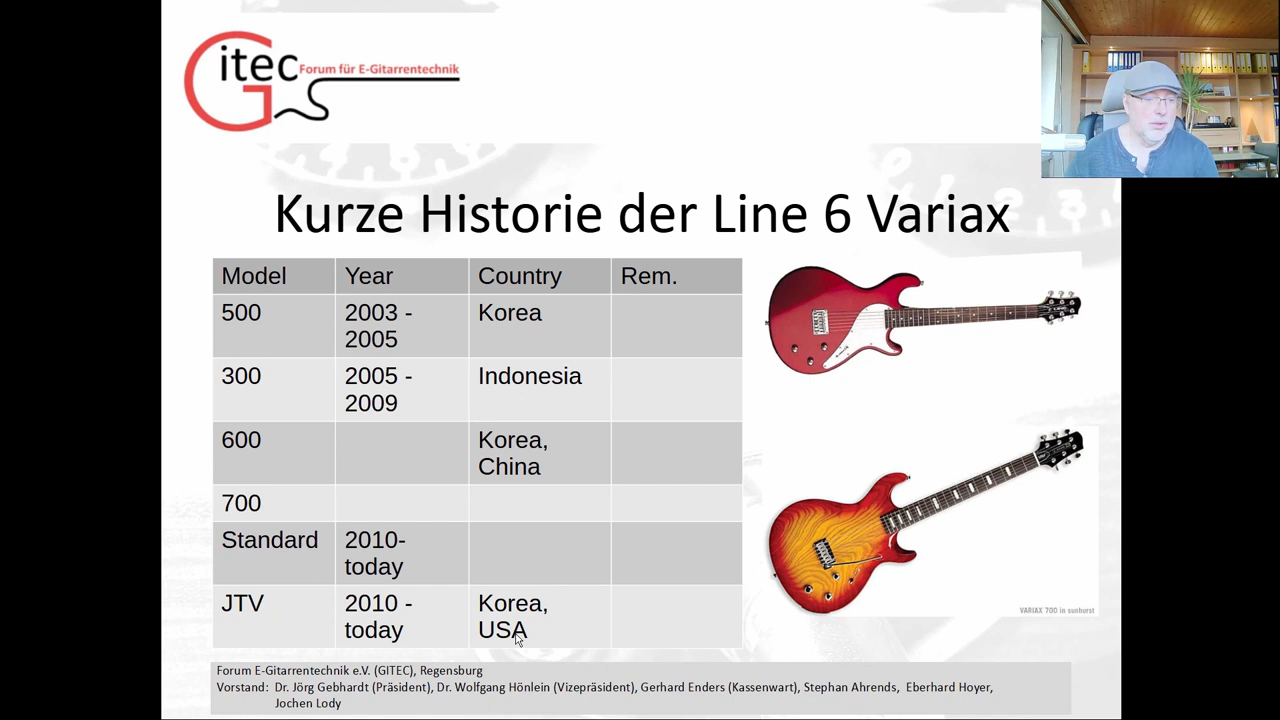 itec Forum für E-Gitarrentechnik
G
Kurze Historie der Line 6 Variax
Model Year Country Rem.
500 2003 - Korea
2005
300 2005 - Indonesia
2009
600 Korea,
China
700
Standard 2010-
today
JTV 2010 - Korea,
today USA
VARIAX 700 in sunburst
Forum E-Gitarrentechnik e.V. (GITEC), Regensburg
Vorstand: Dr. Jörg Gebhardt (Präsident), Dr. Wolfgang Hönlein (Vizepräsident), Gerhard Enders (Kassenwart), Stephan Ahrends, Eberhard Hoyer,
Jochen Lody